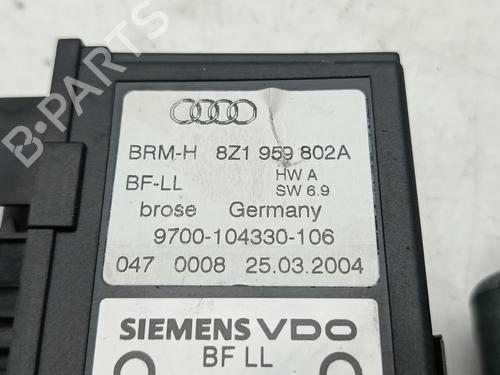 BRM-H 8Z1 959 802A
BF-LL HW A
SW 6.9
brose Germany
9700-104330-106
047 0008 25.03.2004
SIEMENS VDO
BF LL
B-PARTS